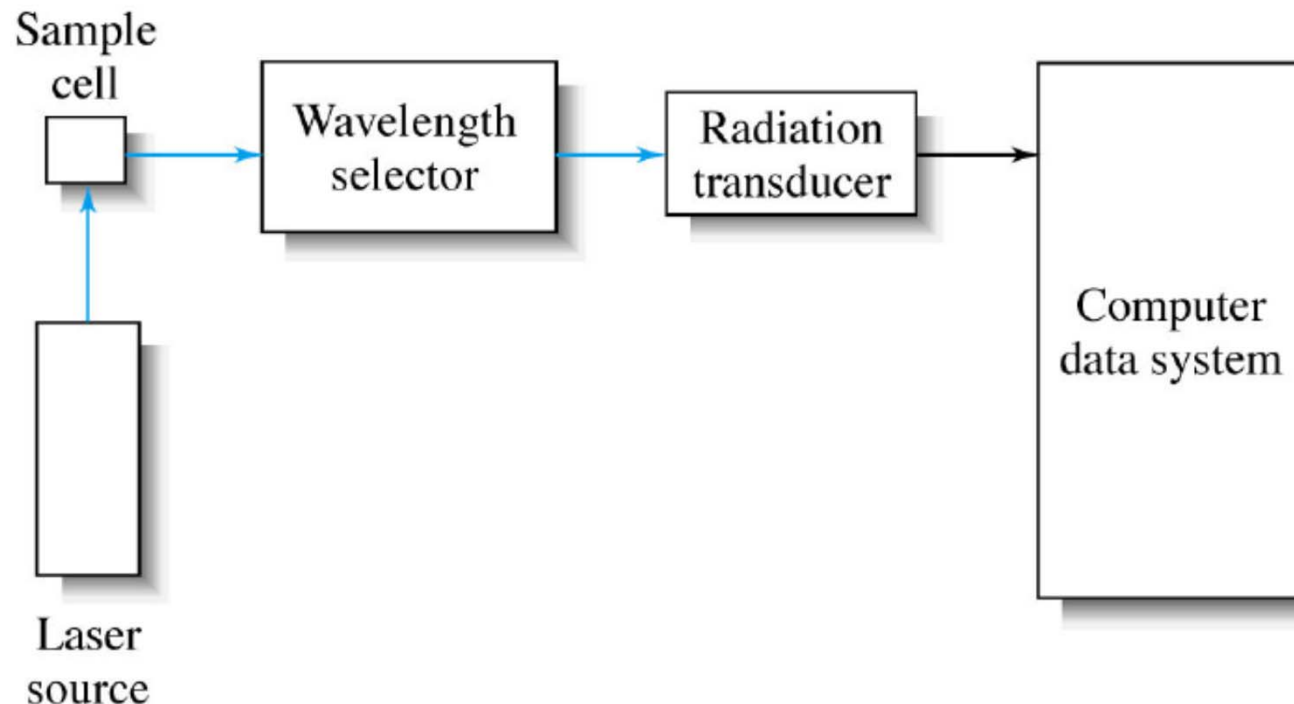 Sample
cell
Wavelength
selector
Radiation
transducer
Computer
data system
Laser
source